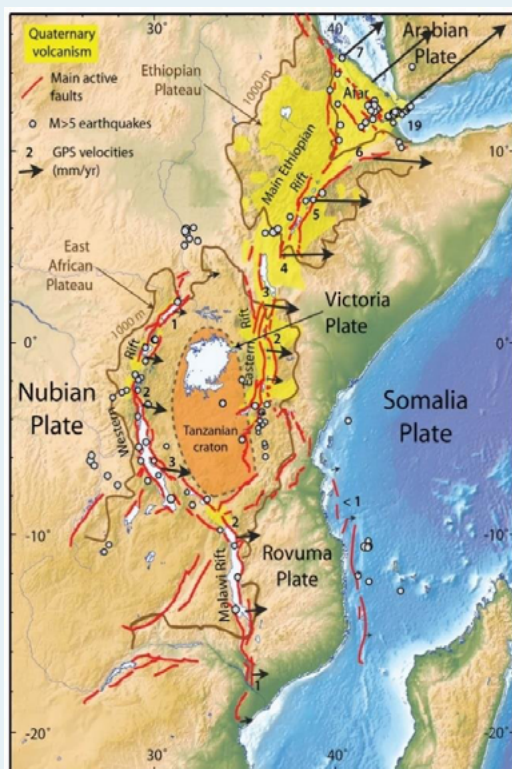 Quaternary
volcanism
Main active
faults
M>5 earthquakes
2 GPS velocities
(mm/yr)
30˚
40˚
7
Arabian
Plate
Ethiopian
Plateau
1000 m
Afar
19
10˚
Main Ethiopian
Rift
6
5
4
East
African
Plateau
1000 m
3
1
Victoria
Plate
0˚
Rift
Rift
2
Eastern
Nubian
Plate
2
Western
Somalia
Plate
Tanzanian
craton
3
< 1
2
-10˚
Rovuma
Plate
Malawi Rift
1
-20˚
30˚
40˚